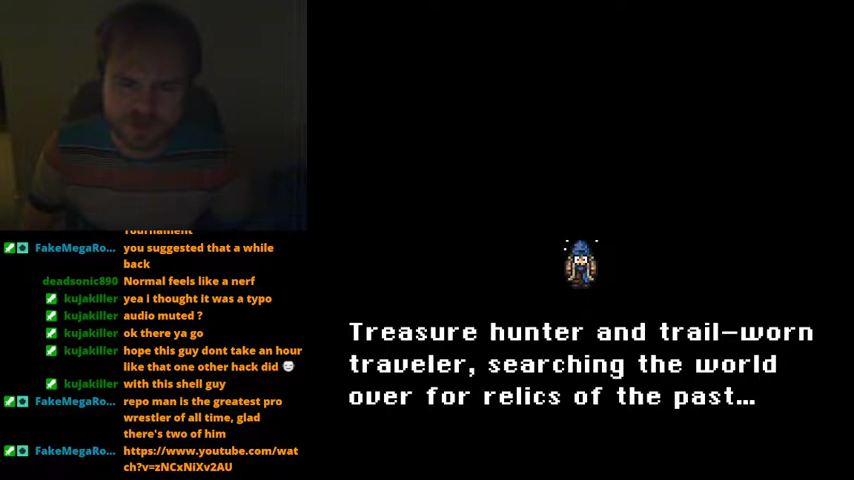 Tournament
FakeMegaRo... you suggested that a while
back
deadsonic890 Normal feels like a nerf
kujakiller yea i thought it was a typo
kujakiller audio muted ?
kujakiller ok there ya go
kujakiller hope this guy dont take an hour
like that one other hack did
kujakiller with this shell guy
FakeMegaRo... repo man is the greatest pro
wrestler of all time, glad
there's two of him
FakeMegaRo... https://www.youtube.com/wat
ch?v=zNCxNiXv2AU
Treasure hunter and trail-worn
traveler, searching the world
over for relics of the past...